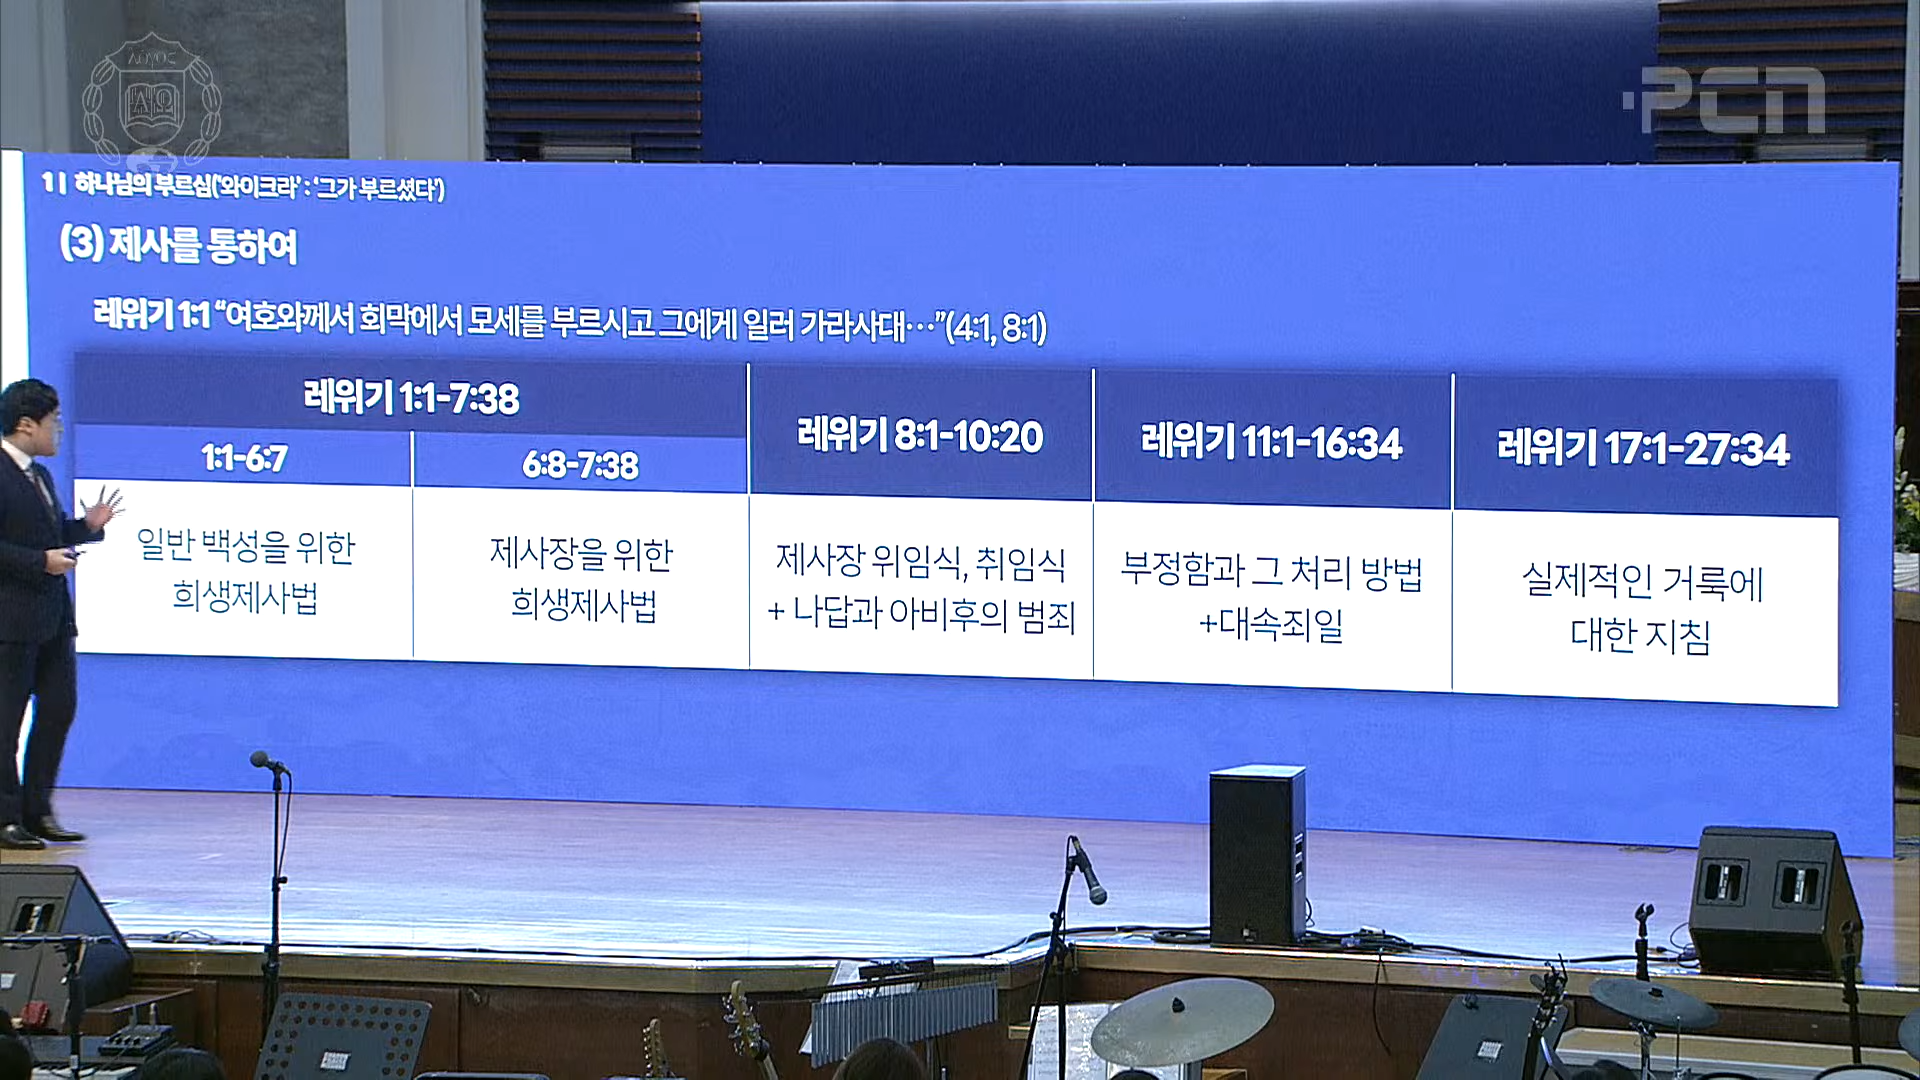 ΛΟΓΟΣ
Α Ω
PCN
1 | 하나님의 부르심('와이크라' : '그가 부르셨다')
(3) 제사를 통하여
레위기 1:1 “여호와께서 회막에서 모세를 부르시고 그에게 일러 가라사대…”(4:1, 8:1)
레위기 1:1-7:38
1:1-6:7
6:8-7:38
레위기 8:1-10:20
레위기 11:1-16:34
레위기 17:1-27:34
일반 백성을 위한
희생제사법
제사장을 위한
희생제사법
제사장 위임식, 취임식
+ 나답과 아비후의 범죄
부정함과 그 처리 방법
+대속죄일
실제적인 거룩에
대한 지침